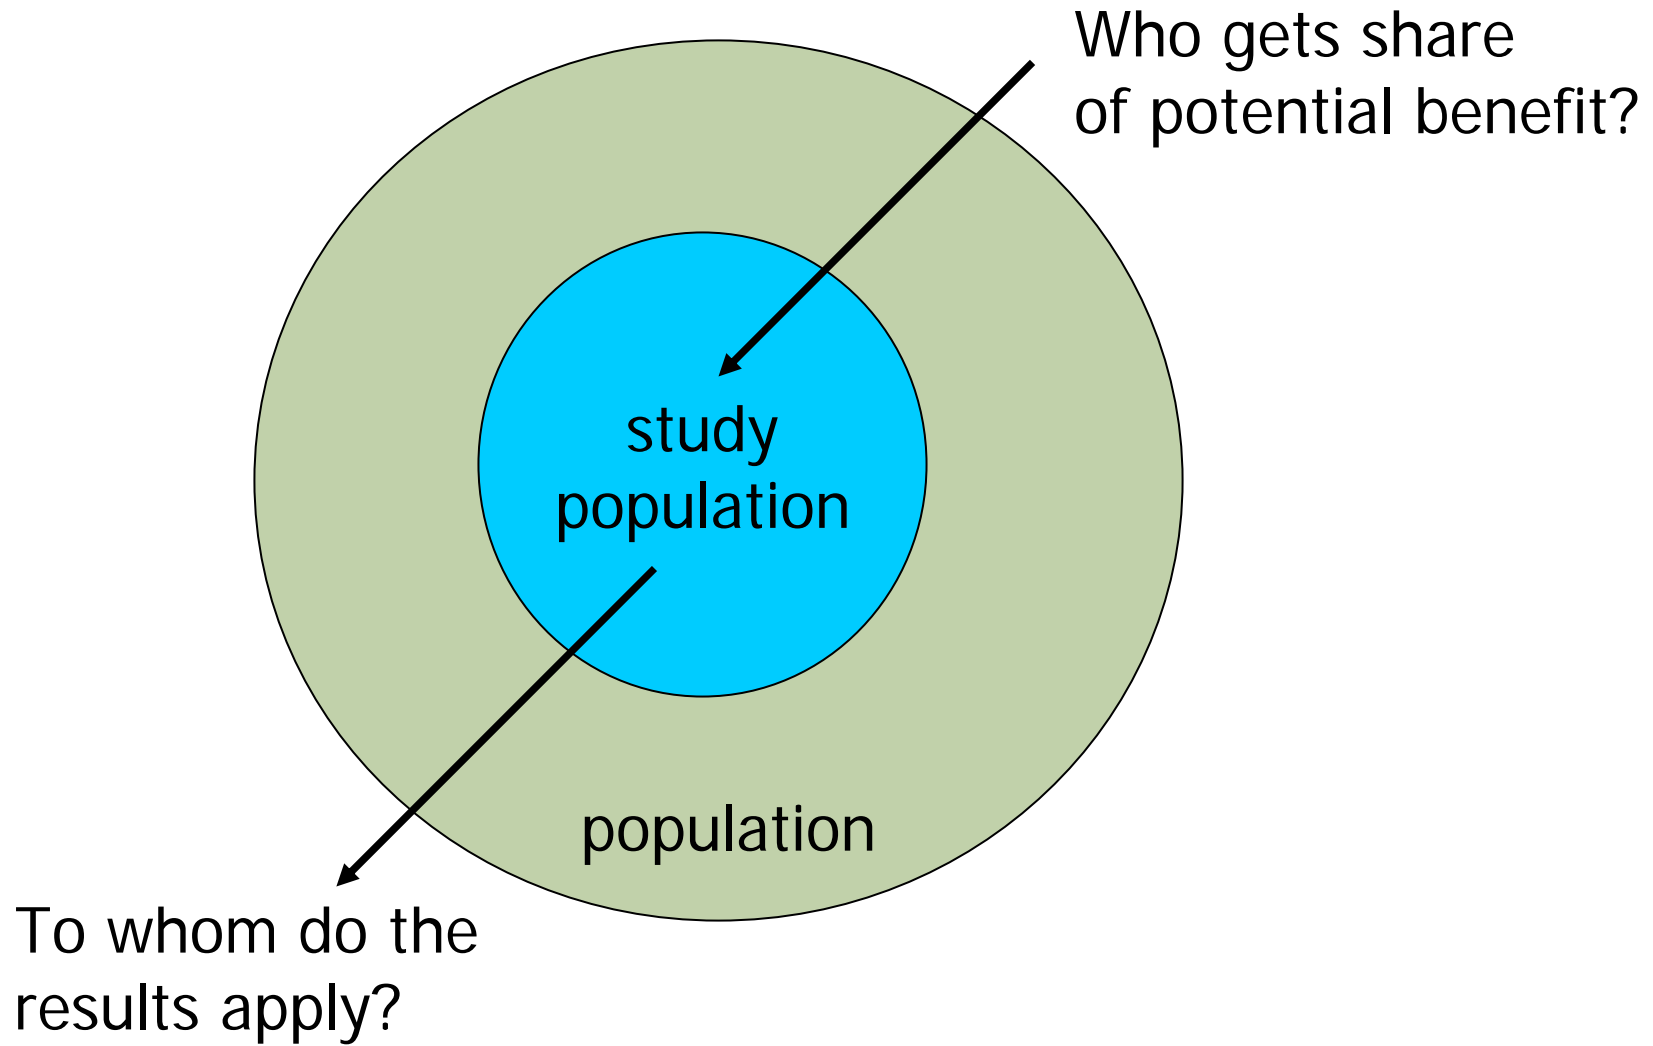 Who gets share
of potential benefit?
study
population
population
To whom do the
results apply?